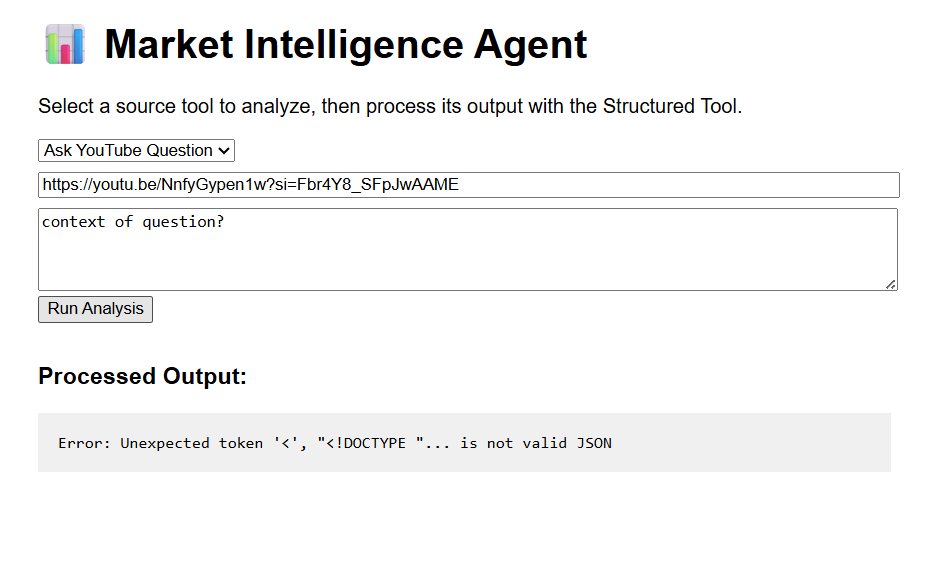 Market Intelligence Agent
Select a source tool to analyze, then process its output with the Structured Tool.
Ask YouTube Question
https://youtu.be/NnfyGypen1w?si=Fbr4Y8_SFpJwAAME
context of question?
Run Analysis
Processed Output:
Error: Unexpected token '<', "<!DOCTYPE "... is not valid JSON